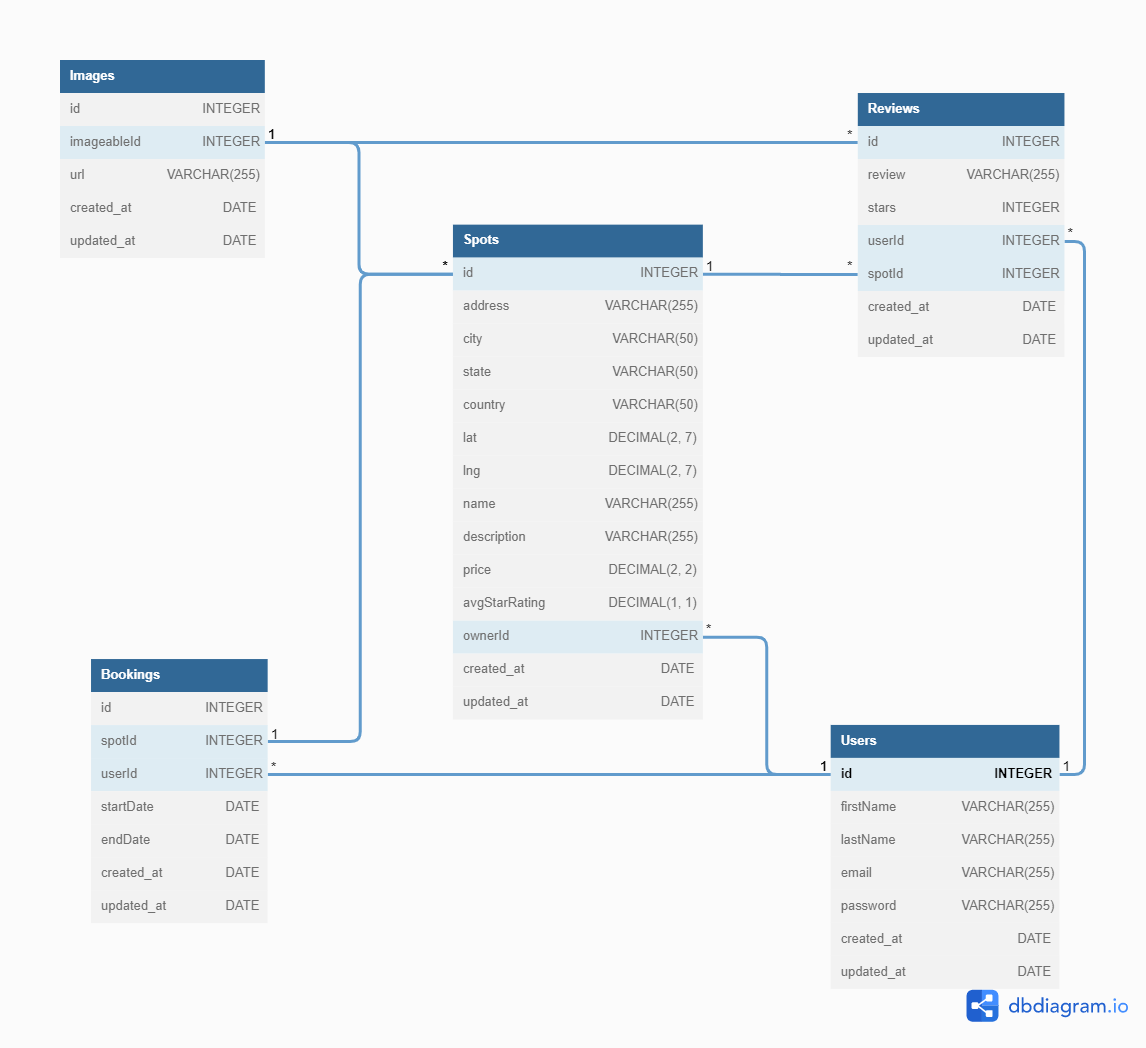 Images
id INTEGER
imageableId INTEGER 1
url VARCHAR(255)
created_at DATE
updated_at DATE
Reviews
* id INTEGER
review VARCHAR(255)
stars INTEGER
userId INTEGER *
* spotId INTEGER
created_at DATE
updated_at DATE
Spots
* id INTEGER 1
address VARCHAR(255)
city VARCHAR(50)
state VARCHAR(50)
country VARCHAR(50)
lat DECIMAL(2, 7)
lng DECIMAL(2, 7)
name VARCHAR(255)
description VARCHAR(255)
price DECIMAL(2, 2)
avgStarRating DECIMAL(1, 1)
ownerId INTEGER *
created_at DATE
updated_at DATE
Bookings
id INTEGER
spotId INTEGER 1
userId INTEGER *
startDate DATE
endDate DATE
created_at DATE
updated_at DATE
Users
1 id INTEGER 1
firstName VARCHAR(255)
lastName VARCHAR(255)
email VARCHAR(255)
password VARCHAR(255)
created_at DATE
updated_at DATE
dbdiagram.io